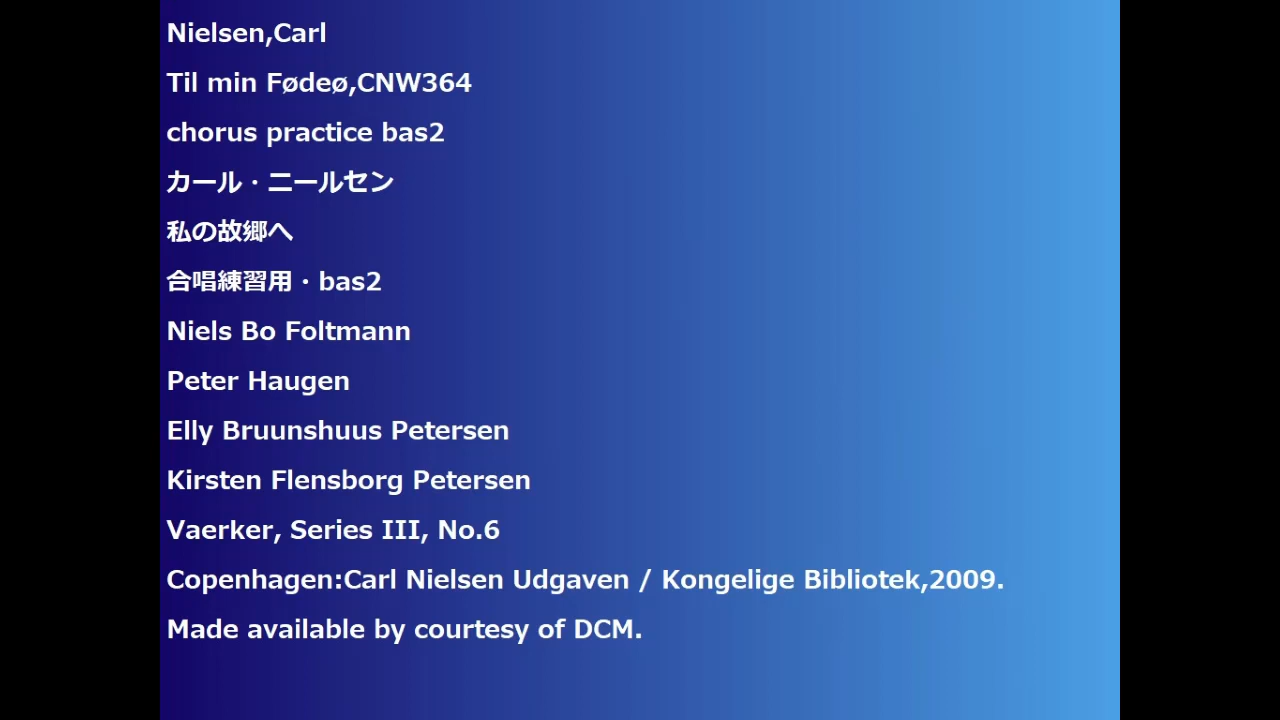 Nielsen,Carl
Til min Fødeø,CNW364
chorus practice bas2
カール・ニールセン
私の故郷へ
合唱練習用・bas2
Niels Bo Foltmann
Peter Haugen
Elly Bruunshuus Petersen
Kirsten Flensborg Petersen
Vaerker, Series III, No.6
Copenhagen:Carl Nielsen Udgaven / Kongelige Bibliotek,2009.
Made available by courtesy of DCM.